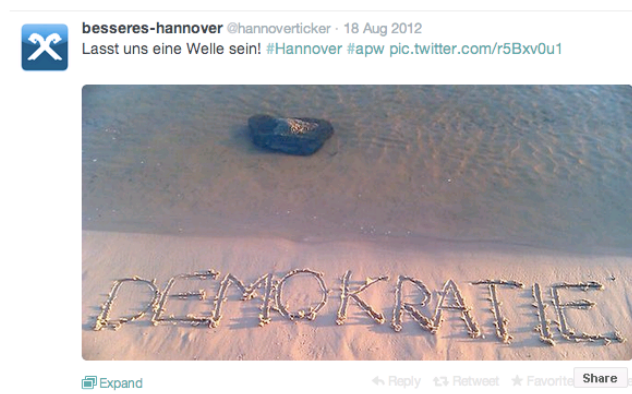 besseres-hannover @hannoverticker · 18 Aug 2012
Lasst uns eine Welle sein! #Hannover #apw pic.twitter.com/r5Bxv0u1
DEMOKRATIE
Expand Reply Retweet Favorite Share